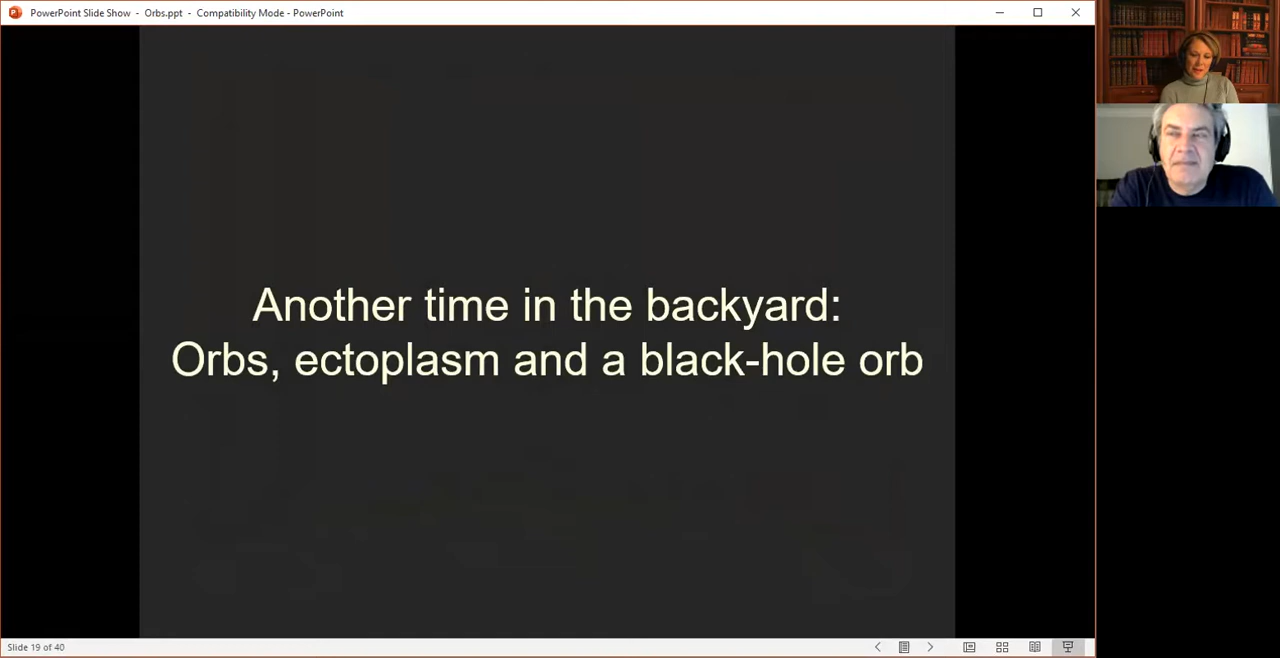 PowerPoint Slide Show - Orbs.ppt - Compatibility Mode - PowerPoint
Another time in the backyard:
Orbs, ectoplasm and a black-hole orb
Slide 19 of 40